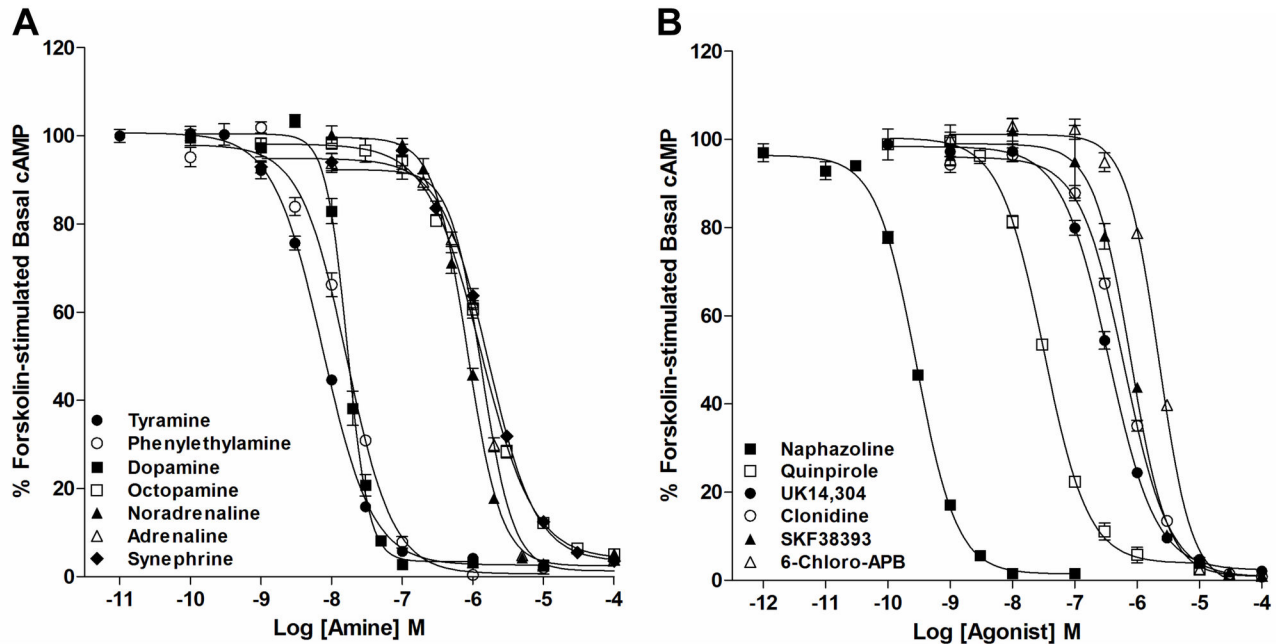 A
% Forskolin-stimulated Basal cAMP
120
100
80
60
40
20
0
Tyramine
Phenylethylamine
Dopamine
Octopamine
Noradrenaline
Adrenaline
Synephrine
-11 -10 -9 -8 -7 -6 -5 -4
Log [Amine] M
B
% Forskolin-stimulated Basal cAMP
120
100
80
60
40
20
0
Naphazoline
Quinpirole
UK14,304
Clonidine
SKF38393
6-Chloro-APB
-12 -11 -10 -9 -8 -7 -6 -5 -4
Log [Agonist] M